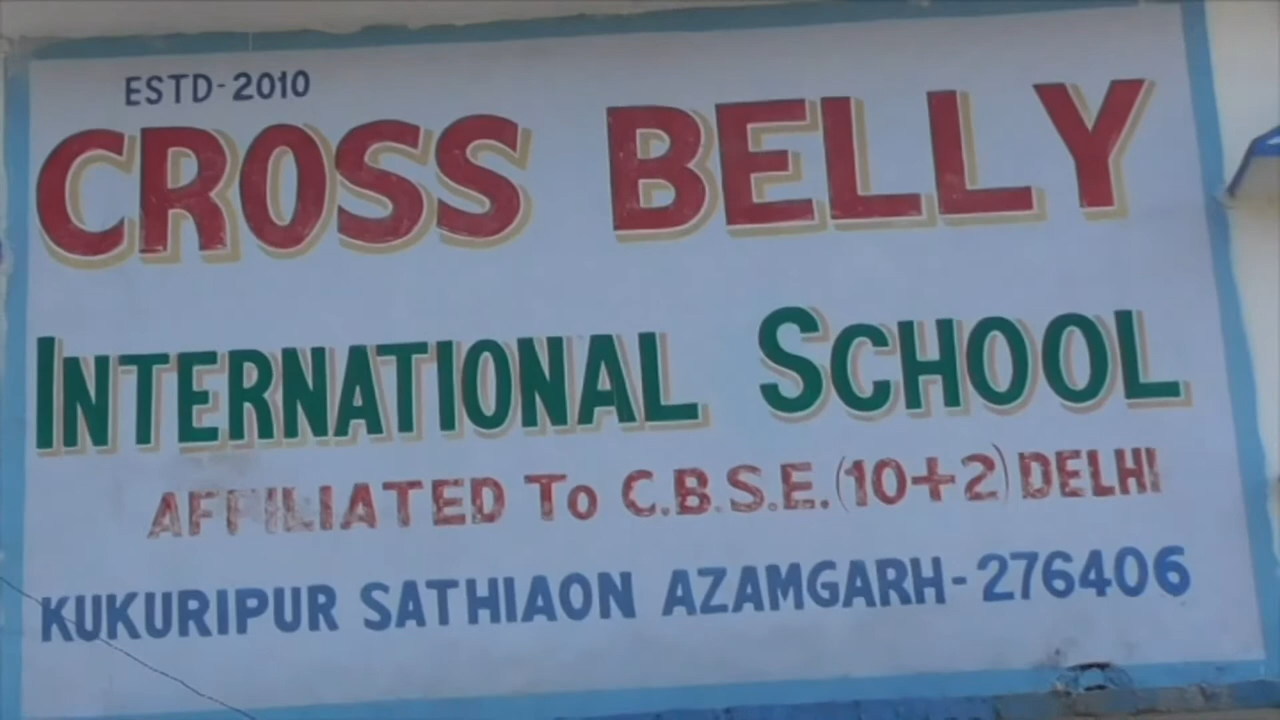 ESTD-2010
CROSS BELLY
INTERNATIONAL SCHOOL
AFFILIATED To C.B.S.E.(10+2) DELHI
KUKURIPUR SATHIAON AZAMGARH-276406